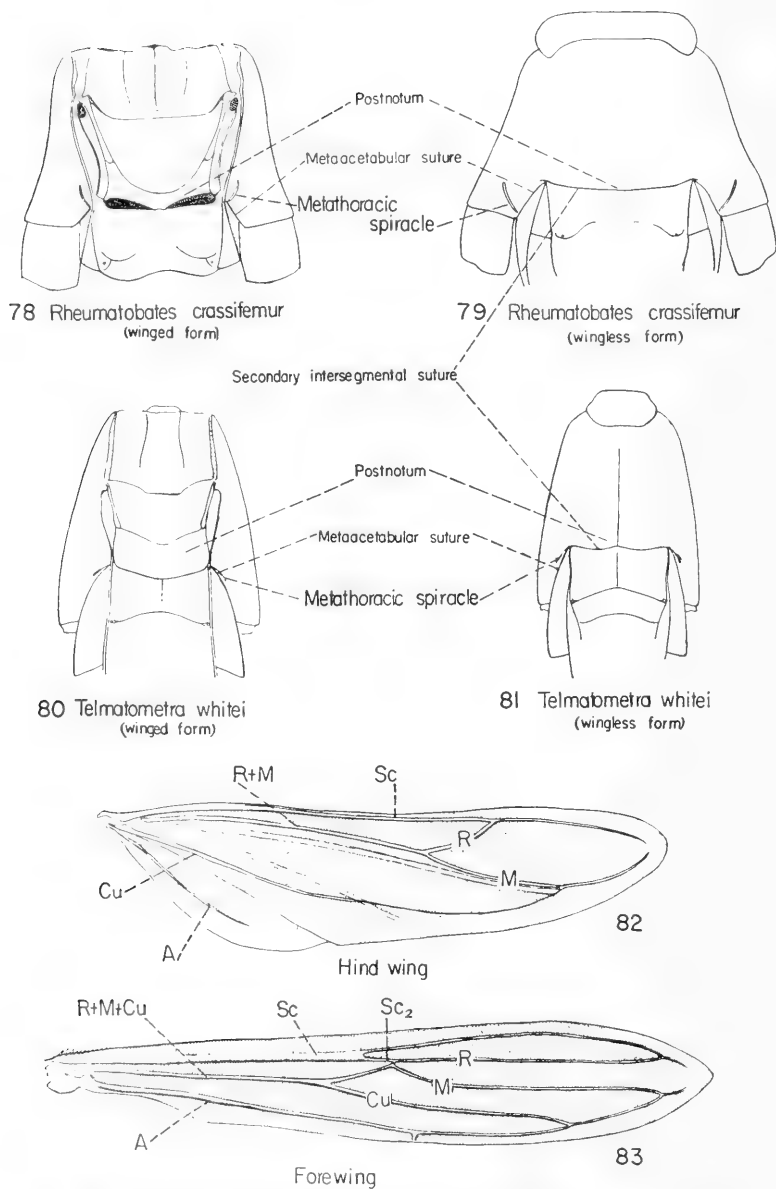 Postnotum
Metaacetabular suture
Metathoracic
spiracle
78 Rheumatobates crassifemur
(winged form)
79 Rheumatobates crassifemur
(wingless form)
Secondary intersegmental suture
Postnotum
Metaacetabular suture
Metathoracic spiracle
80 Telmatometra whitei
(winged form)
81 Telmatometra whitei
(wingless form)
R+M
Sc
R
M
Cu
A
82
Hind wing
R+M+Cu
Sc
Sc₂
R
M
Cu
A
83
Forewing